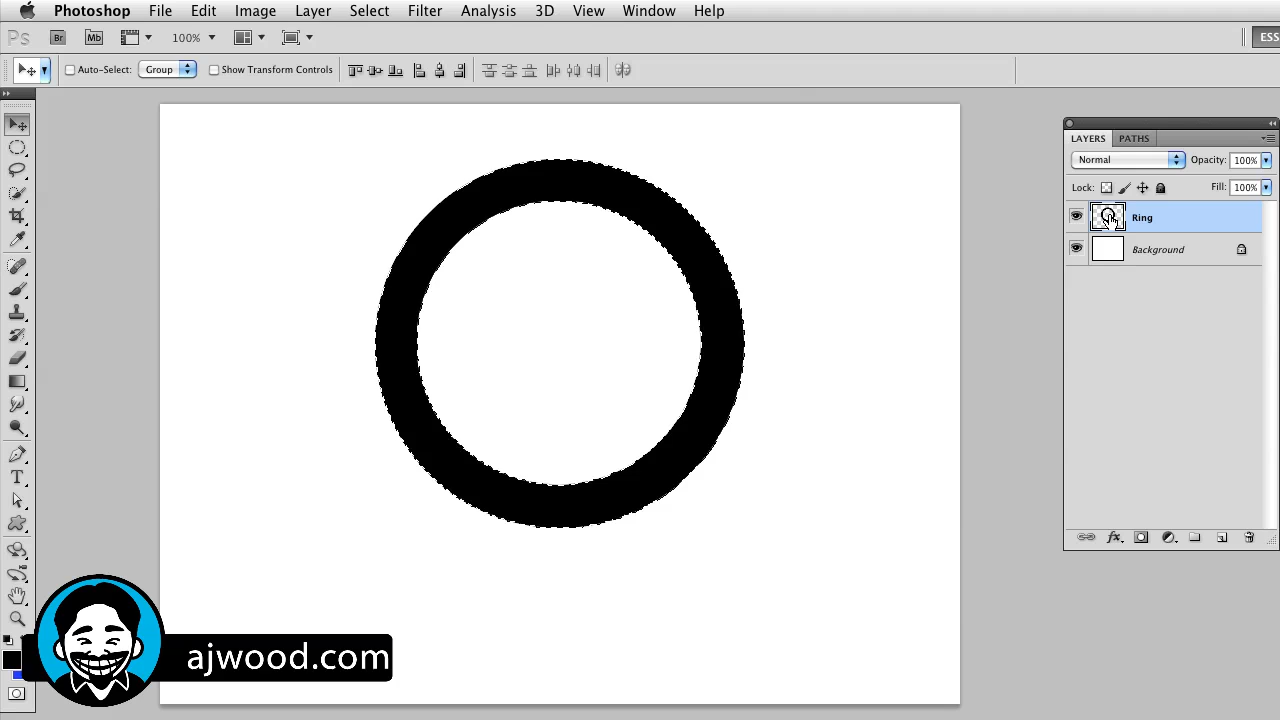 Photoshop File Edit Image Layer Select Filter Analysis 3D View Window Help
Ps Br Mb 100% ESS
Auto-Select: Group Show Transform Controls
LAYERS PATHS
Normal Opacity: 100%
Lock: Fill: 100%
Ring
Background
fx
T
ajwood.com